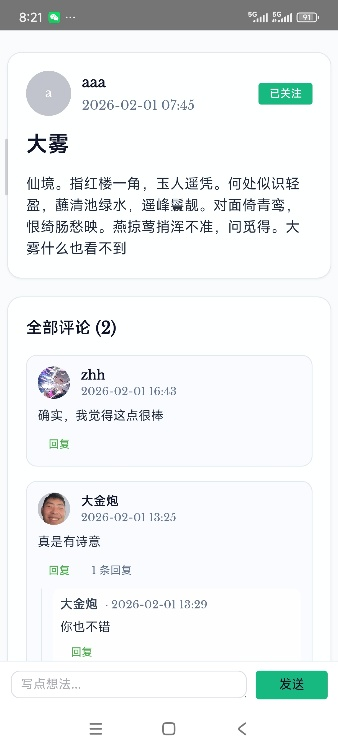 8:21
5G 5G 91
aaa
a
2026-02-01 07:45
已关注
大雾
仙境。指红楼一角，玉人遥凭。何处似识轻
盈，蘸清池绿水，遥峰鬟靓。对面倚青鸾，
恨绮肠愁映。燕掠莺捎浑不准，问觅得。大
雾什么也看不到
全部评论 (2)
zhh
2026-02-01 16:43
确实，我觉得这点很棒
回复
大金炮
2026-02-01 13:25
真是有诗意
回复 1 条回复
大金炮 · 2026-02-01 13:29
你也不错
回复
写点想法... 发送